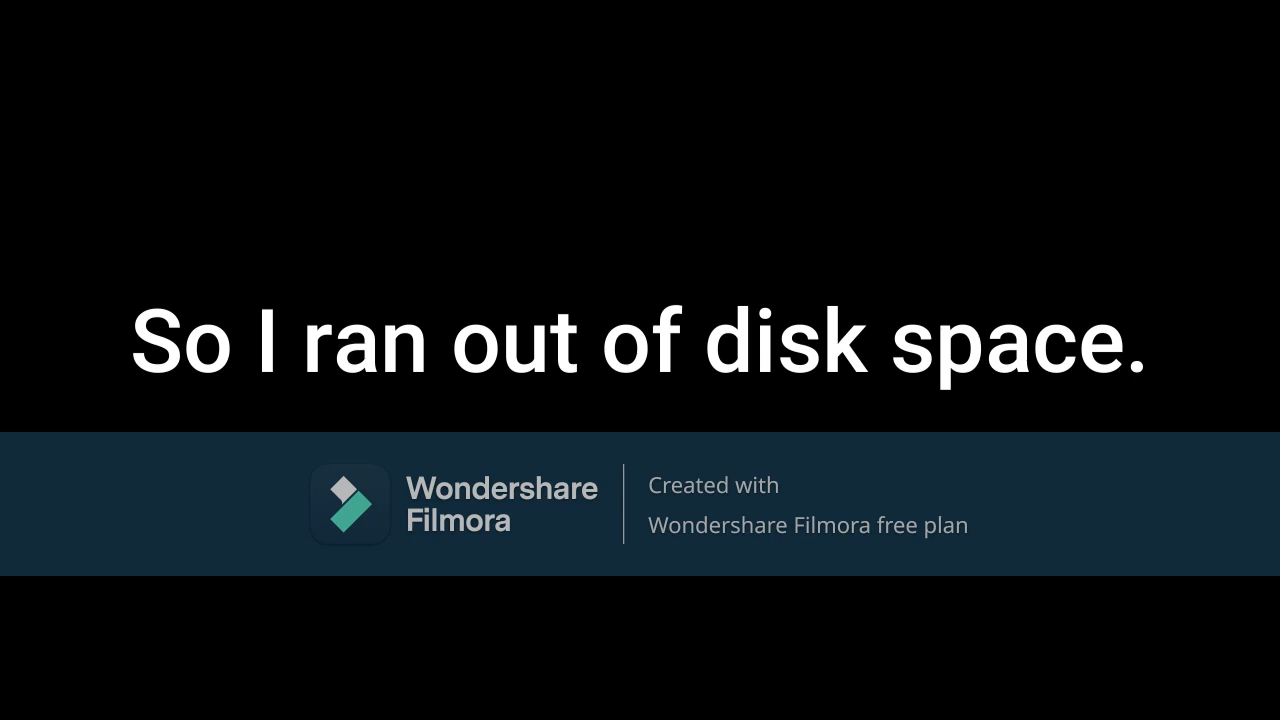 So I ran out of disk space.
Wondershare
Filmora
Created with
Wondershare Filmora free plan